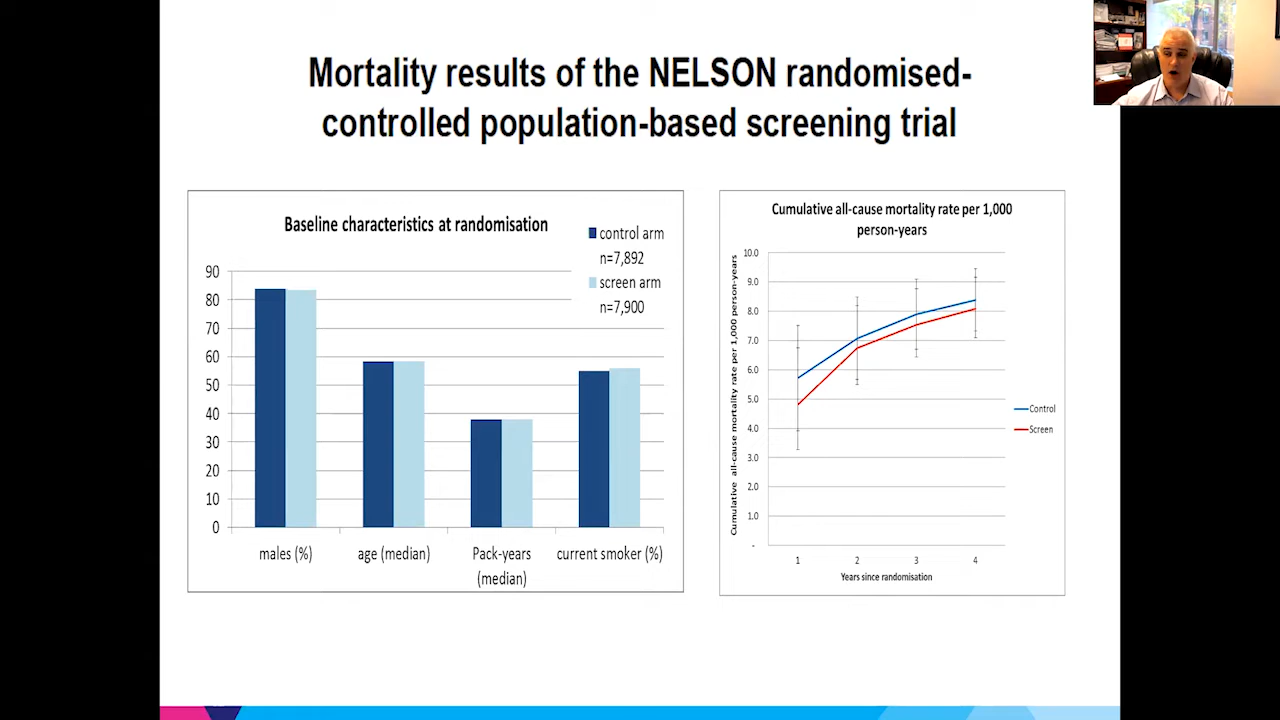 Mortality results of the NELSON randomised-
controlled population-based screening trial
Baseline characteristics at randomisation
control arm
n=7,892
screen arm
n=7,900
90
80
70
60
50
40
30
20
10
0
males (%)
age (median)
Pack-years
(median)
current smoker (%)
Cumulative all-cause mortality rate per 1,000
person-years
Cumulative all-cause mortality rate per 1,000 person-years
10.0
9.0
8.0
7.0
6.0
5.0
4.0
3.0
2.0
1.0
-
1
2
3
4
Years since randomisation
Control
Screen